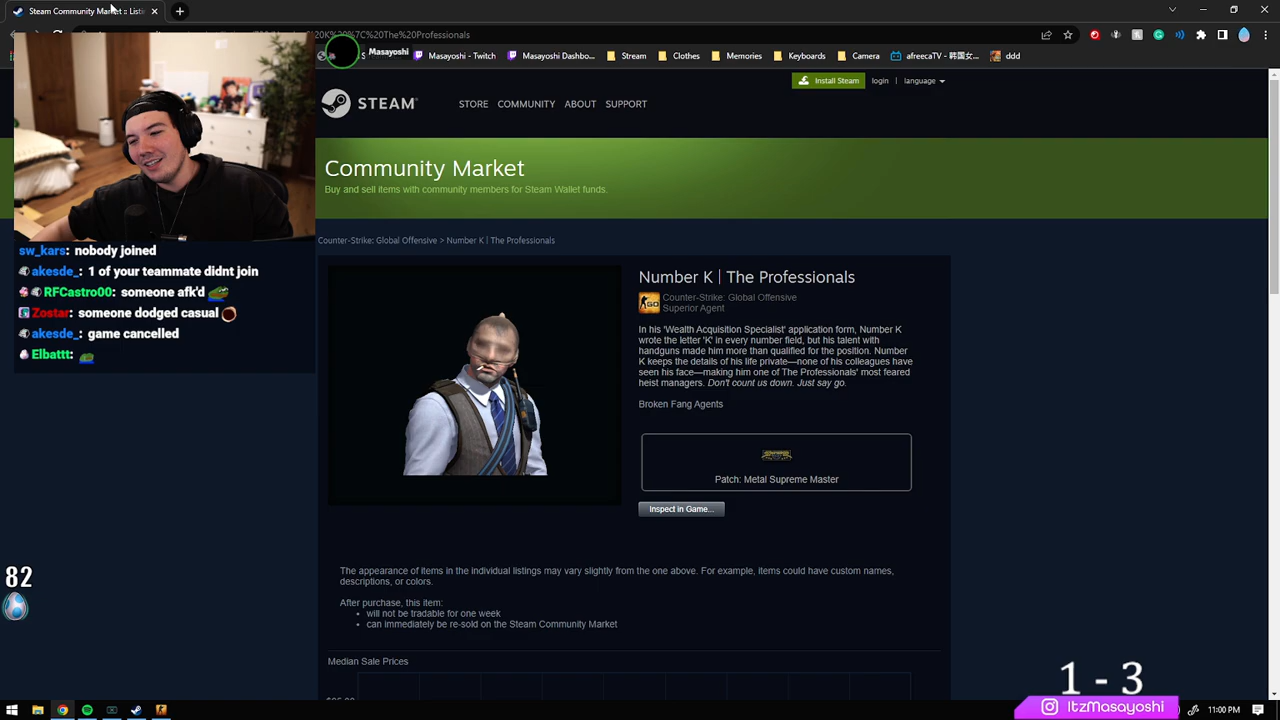 Steam Community Market :: List
K%20%7C%20The%20Professionals
Masayoshi
Masayoshi - Twitch
Masayoshi Dashbo...
Stream
Clothes
Memories
Keyboards
Camera
afreecaTV - 韩国女...
ddd
Install Steam
login | language
STEAM
STORE COMMUNITY ABOUT SUPPORT
Community Market
Buy and sell items with community members for Steam Wallet funds.
sw_kars: nobody joined
akesde_: 1 of your teammate didnt join
RFCastro00: someone afk'd
Zostar: someone dodged casual
akesde_: game cancelled
Elbattt:
Counter-Strike: Global Offensive > Number K | The Professionals
Number K | The Professionals
Counter-Strike: Global Offensive
Superior Agent
In his 'Wealth Acquisition Specialist' application form, Number K
wrote the letter 'K' in every number field, but his talent with
handguns made him more than qualified for the position. Number
K keeps the details of his life private—none of his colleagues have
seen his face—making him one of The Professionals' most feared
heist managers. Don't count us down. Just say go.
Broken Fang Agents
Patch: Metal Supreme Master
Inspect in Game...
82
The appearance of items in the individual listings may vary slightly from the one above. For example, items could have custom names,
descriptions, or colors.
After purchase, this item:
• will not be tradable for one week
• can immediately be re-sold on the Steam Community Market
Median Sale Prices
1 - 3
ItzMasayoshi
11:00 PM